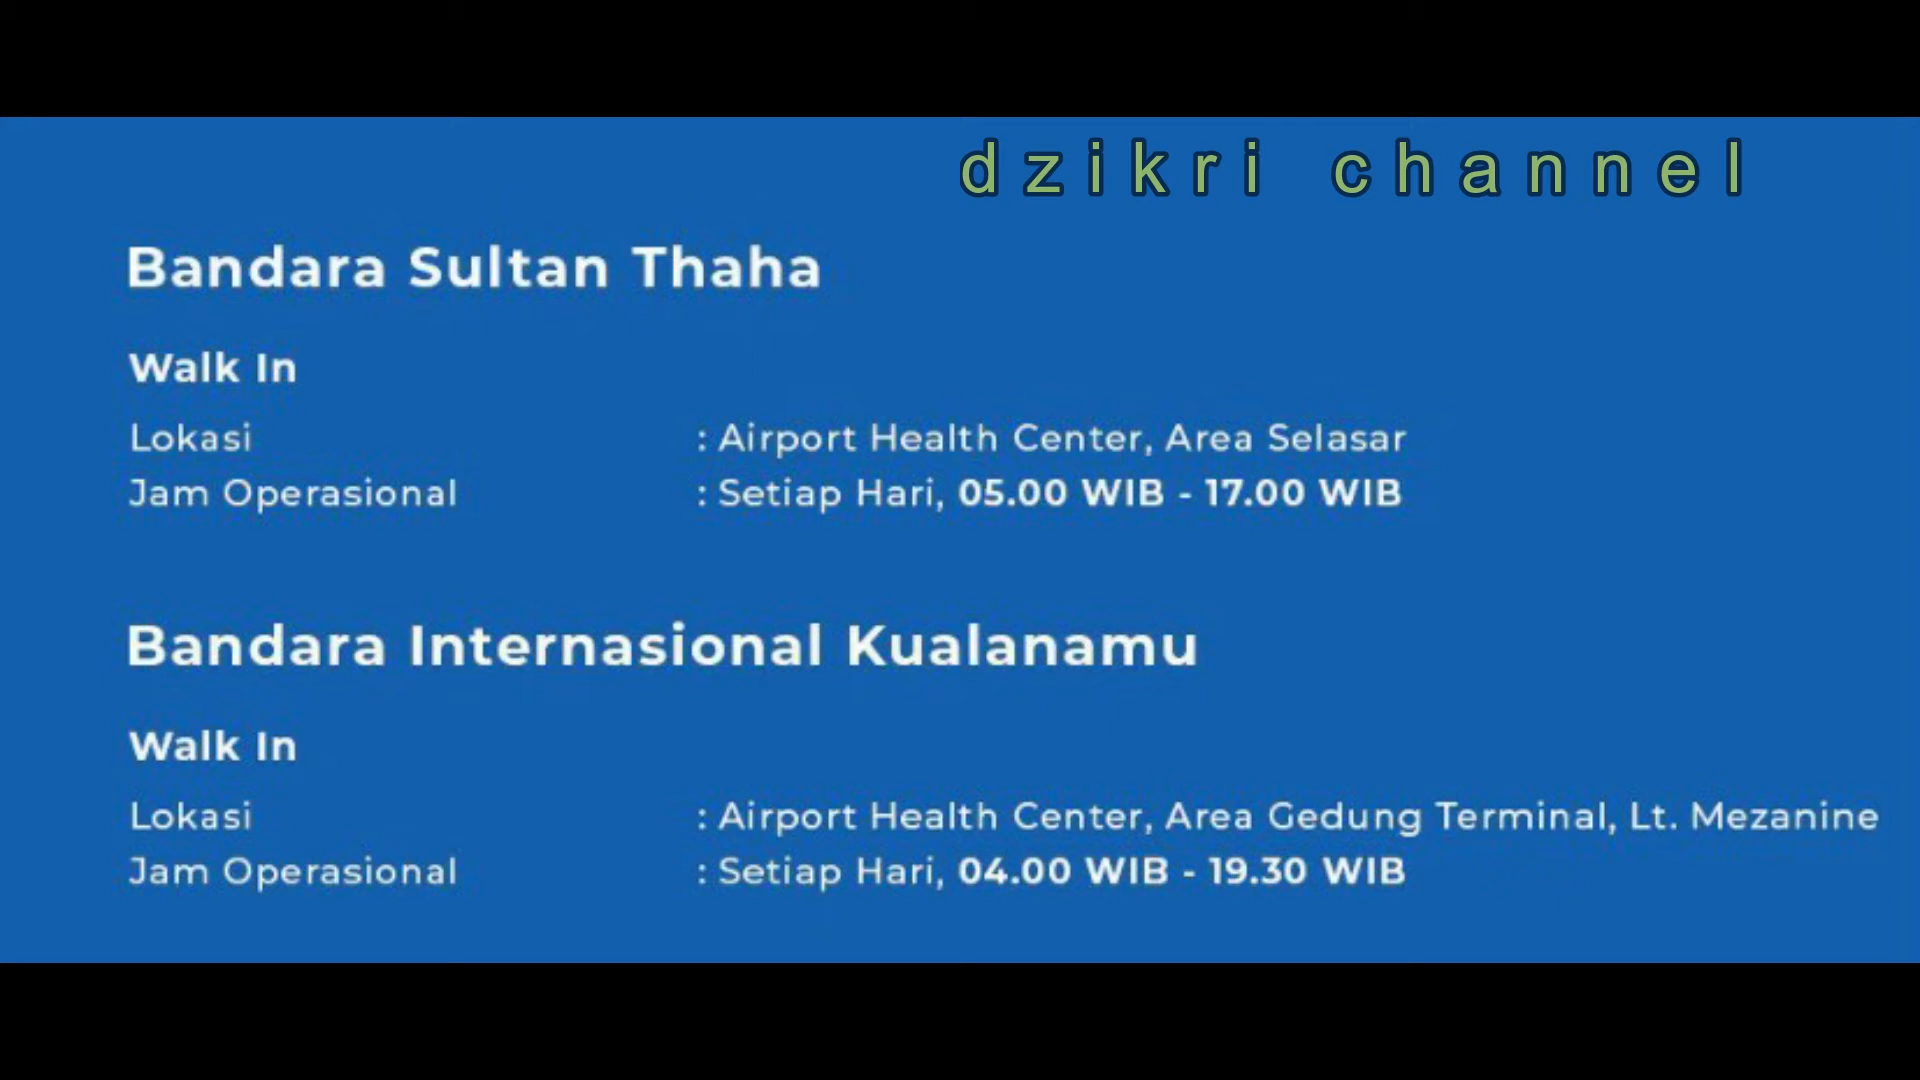 dzikri channel
Bandara Sultan Thaha
Walk In
Lokasi : Airport Health Center, Area Selasar
Jam Operasional : Setiap Hari, 05.00 WIB - 17.00 WIB
Bandara Internasional Kualanamu
Walk In
Lokasi : Airport Health Center, Area Gedung Terminal, Lt. Mezanine
Jam Operasional : Setiap Hari, 04.00 WIB - 19.30 WIB